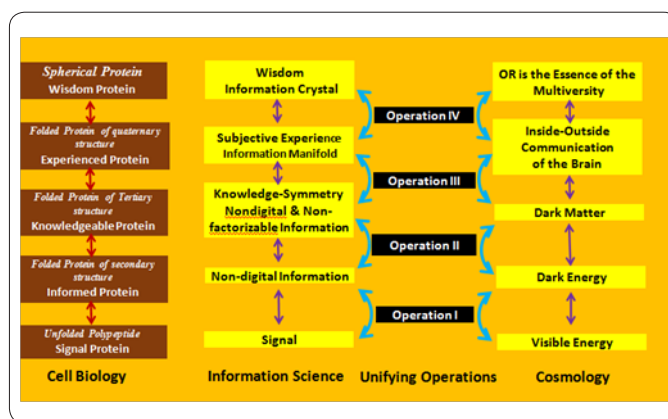 Spherical Protein
Wisdom Protein
Folded Protein of quaternary
structure
Experienced Protein
Folded Protein of Tertiary
structure
Knowledgeable Protein
Folded Protein of secondary
structure
Informed Protein
Unfolded Polypeptide
Signal Protein
Cell Biology
Wisdom
Information Crystal
Subjective Experience
Information Manifold
Knowledge-Symmetry
Nondigital & Non-
factorizable Information
Non-digital Information
Signal
Information Science
Operation IV
Operation III
Operation II
Operation I
Unifying Operations
OR is the Essence of the
Multiversity
Inside-Outside
Communication
of the Brain
Dark Matter
Dark Energy
Visible Energy
Cosmology